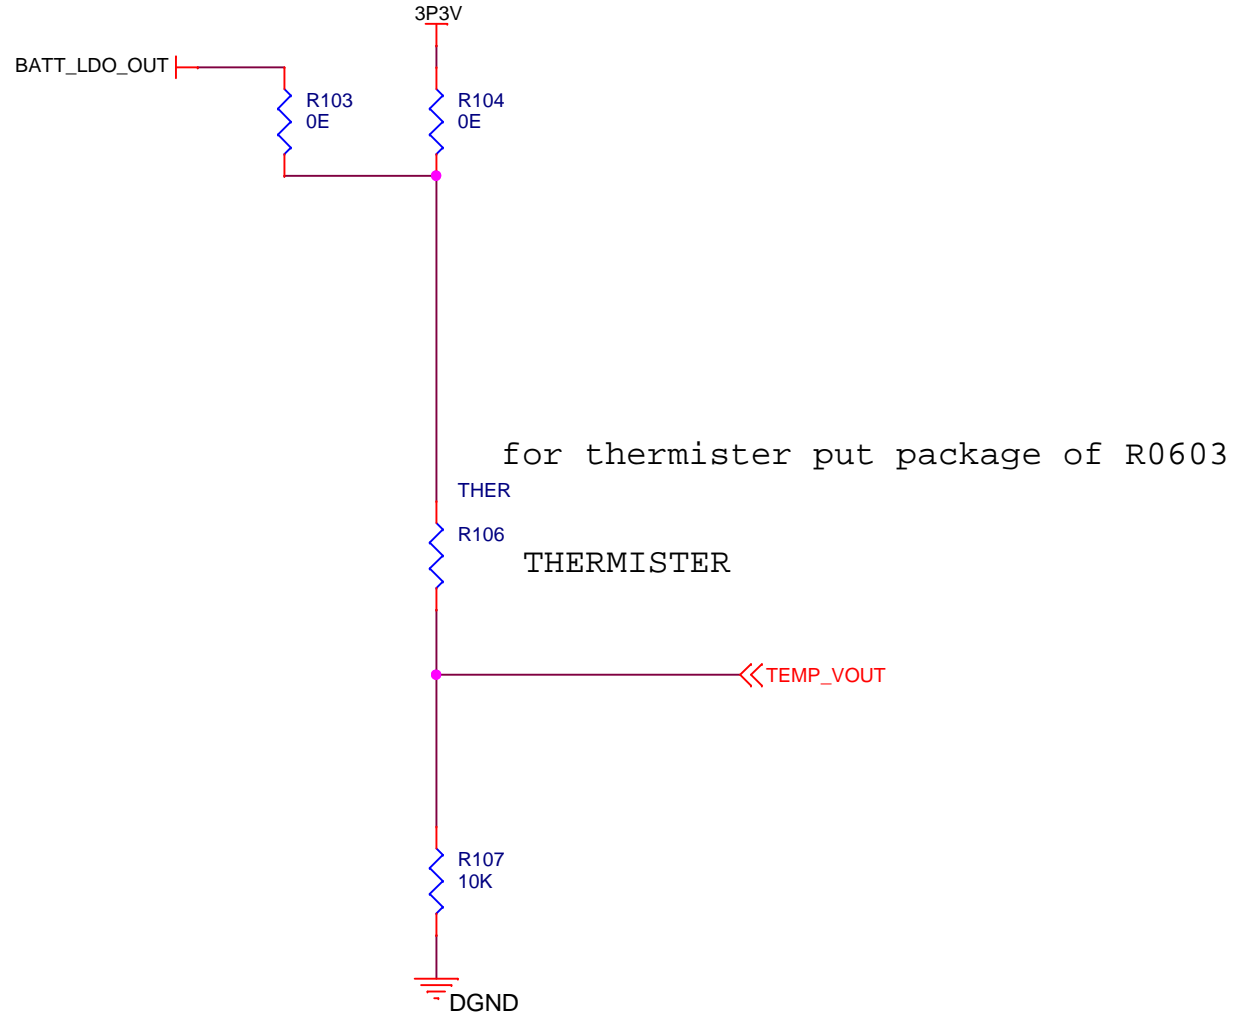 3P3V
BATT_LDO_OUT
R103
0E
R104
0E
for thermister put package of R0603
THER
R106
THERMISTER
TEMP_VOUT
R107
10K
DGND